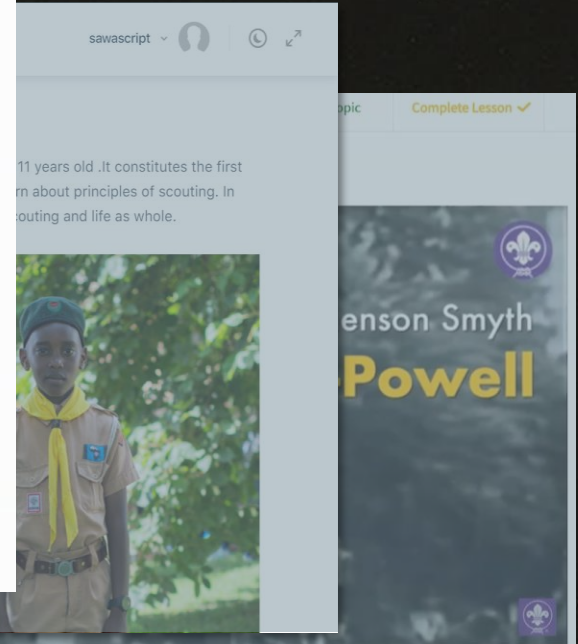 sawascript
11 years old .It constitutes the first
rn about principles of scouting. In
couting and life as whole.
opic
Complete Lesson
enson Smyth
-Powell